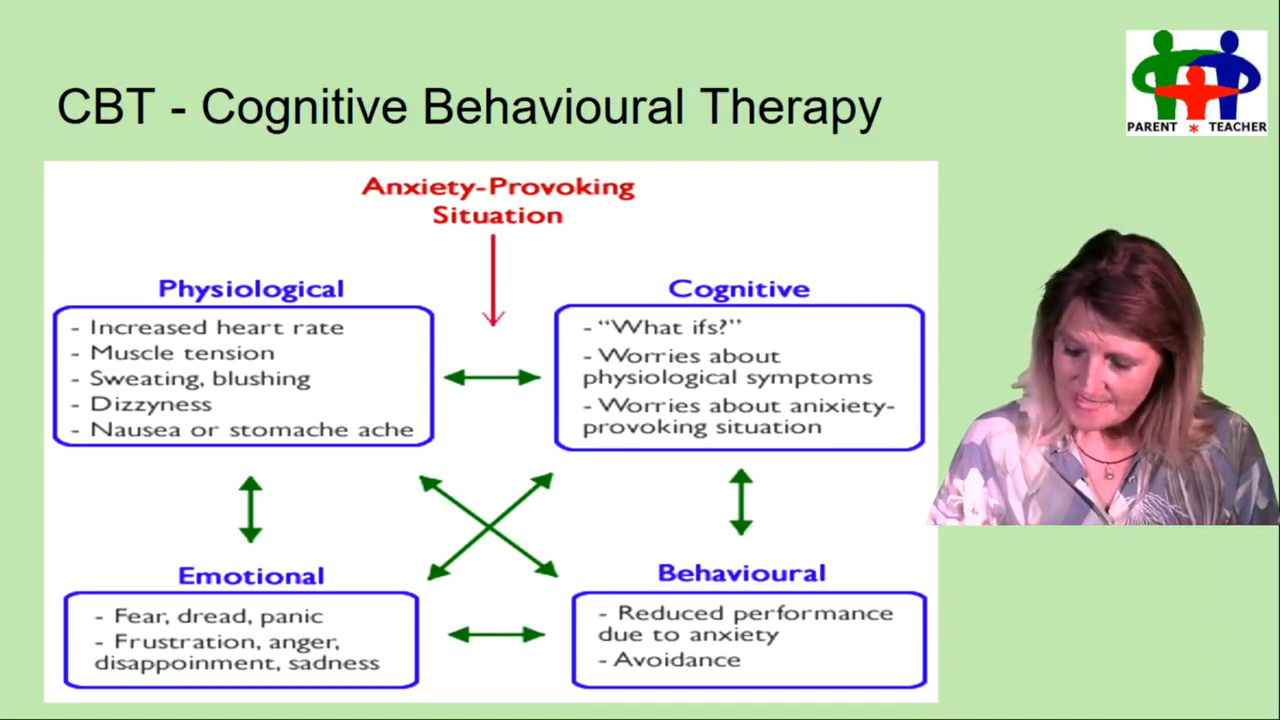 CBT - Cognitive Behavioural Therapy
PARENT * TEACHER
Anxiety-Provoking
Situation
Physiological
- Increased heart rate
- Muscle tension
- Sweating, blushing
- Dizzyness
- Nausea or stomache ache
Cognitive
- “What ifs?”
- Worries about
physiological symptoms
- Worries about anixiety-
provoking situation
Emotional
- Fear, dread, panic
- Frustration, anger,
disappoinment, sadness
Behavioural
- Reduced performance
due to anxiety
- Avoidance